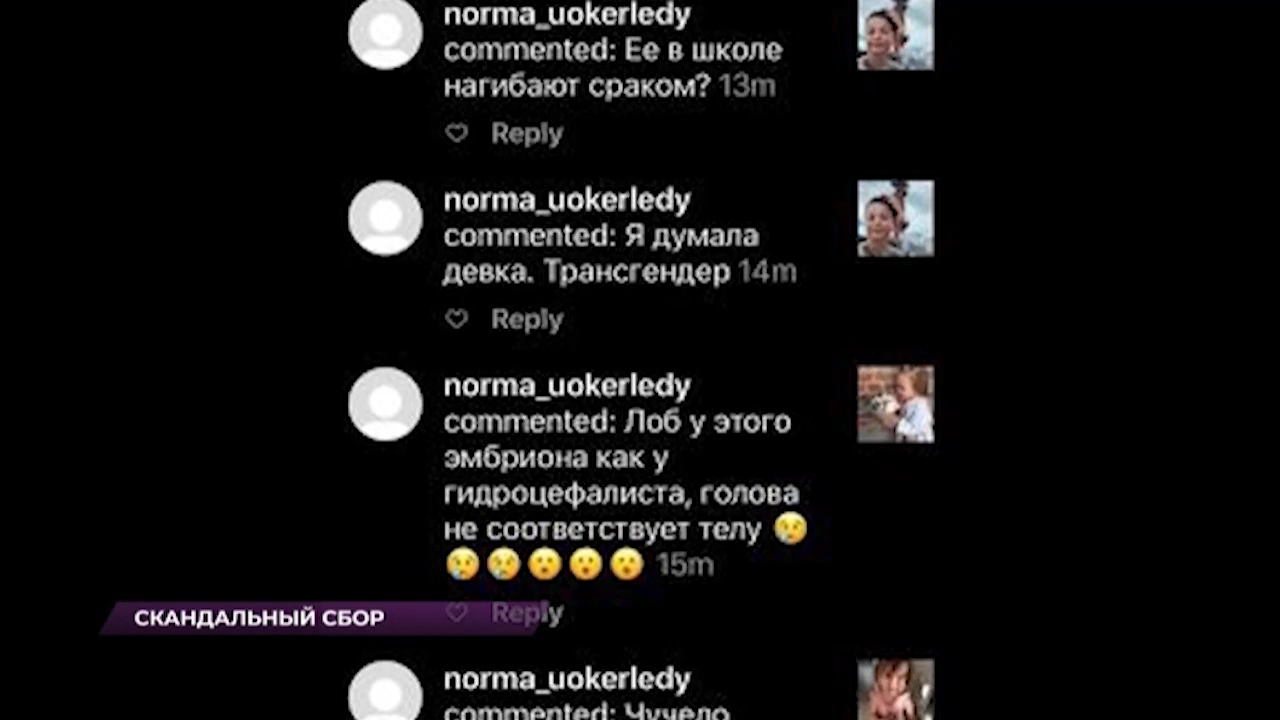 norma_uokerledy
commented: Ее в школе
нагибают сраком? 13m
Reply
norma_uokerledy
commented: Я думала
девка. Трансгендер 14m
Reply
norma_uokerledy
commented: Лоб у этого
эмбриона как у
гидроцефалиста, голова
не соответствует телу 😢
😢😢😮😮😮 15m
Reply
СКАНДАЛЬНЫЙ СБОР
norma_uokerledy
commented: Чучело